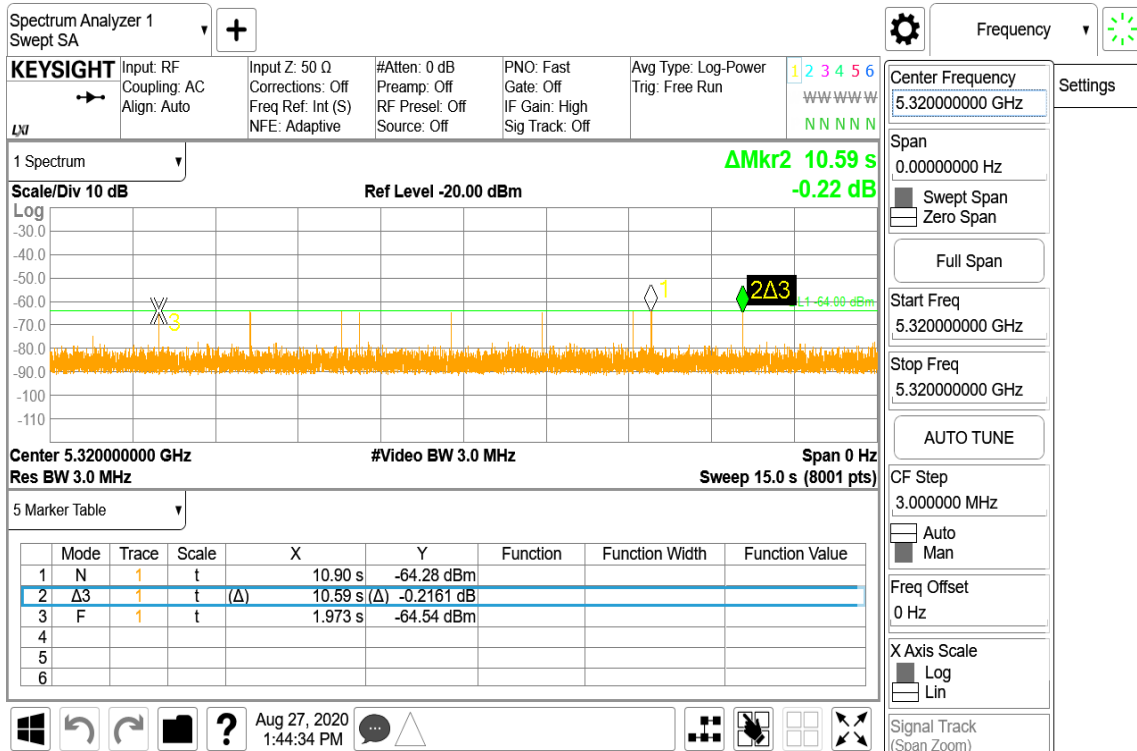 Spectrum Analyzer 1
Swept SA
+
Frequency
KEYSIGHT
LXI
Input: RF
Coupling: AC
Align: Auto
Input Z: 50 Ω
Corrections: Off
Freq Ref: Int (S)
NFE: Adaptive
#Atten: 0 dB
Preamp: Off
RF Presel: Off
Source: Off
PNO: Fast
Gate: Off
IF Gain: High
Sig Track: Off
Avg Type: Log-Power
Trig: Free Run
1 2 3 4 5 6
W W W W W
N N N N N
1 Spectrum
ΔMkr2 10.59 s
-0.22 dB
Scale/Div 10 dB
Ref Level -20.00 dBm
Log
-30.0
-40.0
-50.0
-60.0
-70.0
-80.0
-90.0
-100
-110
3
1
2Δ3
L1 -64.00 dBm
Center 5.320000000 GHz
#Video BW 3.0 MHz
Span 0 Hz
Res BW 3.0 MHz
Sweep 15.0 s (8001 pts)
5 Marker Table
Mode Trace Scale X Y Function Function Width Function Value
1 N 1 t 10.90 s -64.28 dBm
2 Δ3 1 t (Δ) 10.59 s (Δ) -0.2161 dB
3 F 1 t 1.973 s -64.54 dBm
4
5
6
?
Aug 27, 2020
1:44:34 PM
Center Frequency
5.320000000 GHz
Settings
Span
0.00000000 Hz
Swept Span
Zero Span
Full Span
Start Freq
5.320000000 GHz
Stop Freq
5.320000000 GHz
AUTO TUNE
CF Step
3.000000 MHz
Auto
Man
Freq Offset
0 Hz
X Axis Scale
Log
Lin
Signal Track
(Span Zoom)